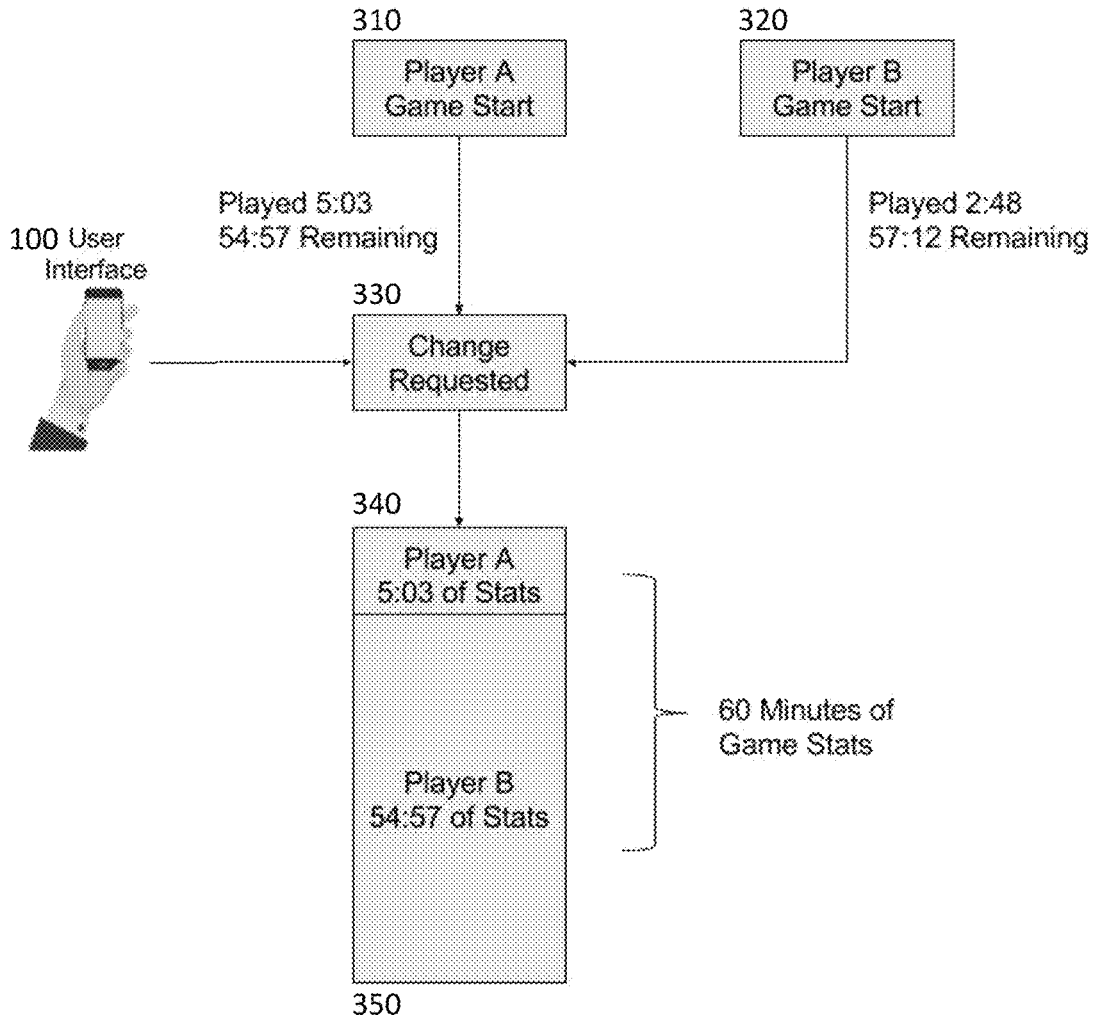 310
Player A
Game Start
320
Player B
Game Start
Played 5:03
54:57 Remaining
Played 2:48
57:12 Remaining
100 User
Interface
330
Change
Requested
340
Player A
5:03 of Stats
60 Minutes of
Game Stats
Player B
54:57 of Stats
350